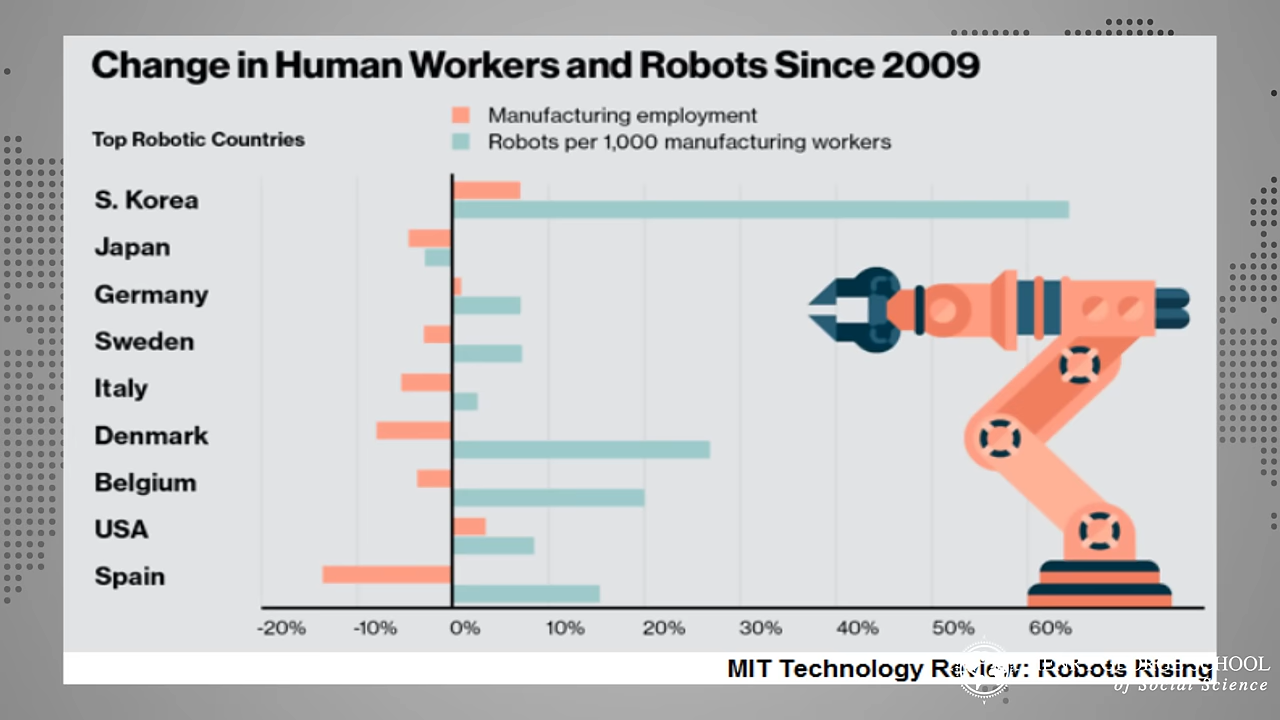 Change in Human Workers and Robots Since 2009
Manufacturing employment
Top Robotic Countries
Robots per 1,000 manufacturing workers
S. Korea
Japan
Germany
Sweden
Italy
Denmark
Belgium
USA
Spain
-20% -10% 0% 10% 20% 30% 40% 50% 60%
MIT Technology Review: Robots Rising
SCHOOL
of Social Science